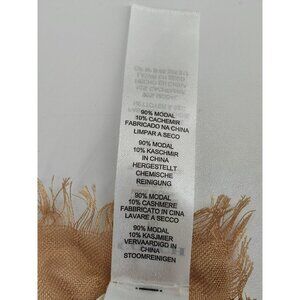 90% MODAL
10% CACHEMIR
FABRICADO NA CHINA
LIMPAR A SECO
90% MODAL
10% KASCHMIR
IN CHINA
HERGESTELLT
CHEMISCHE
REINIGUNG
90% MODAL
10% CASHMERE
FABBRICATO IN CINA
LAVARE A SECCO
90% MODAL
10% KASJMIER
VERVAARDIGD IN
CHINA
STOOMREINIGEN